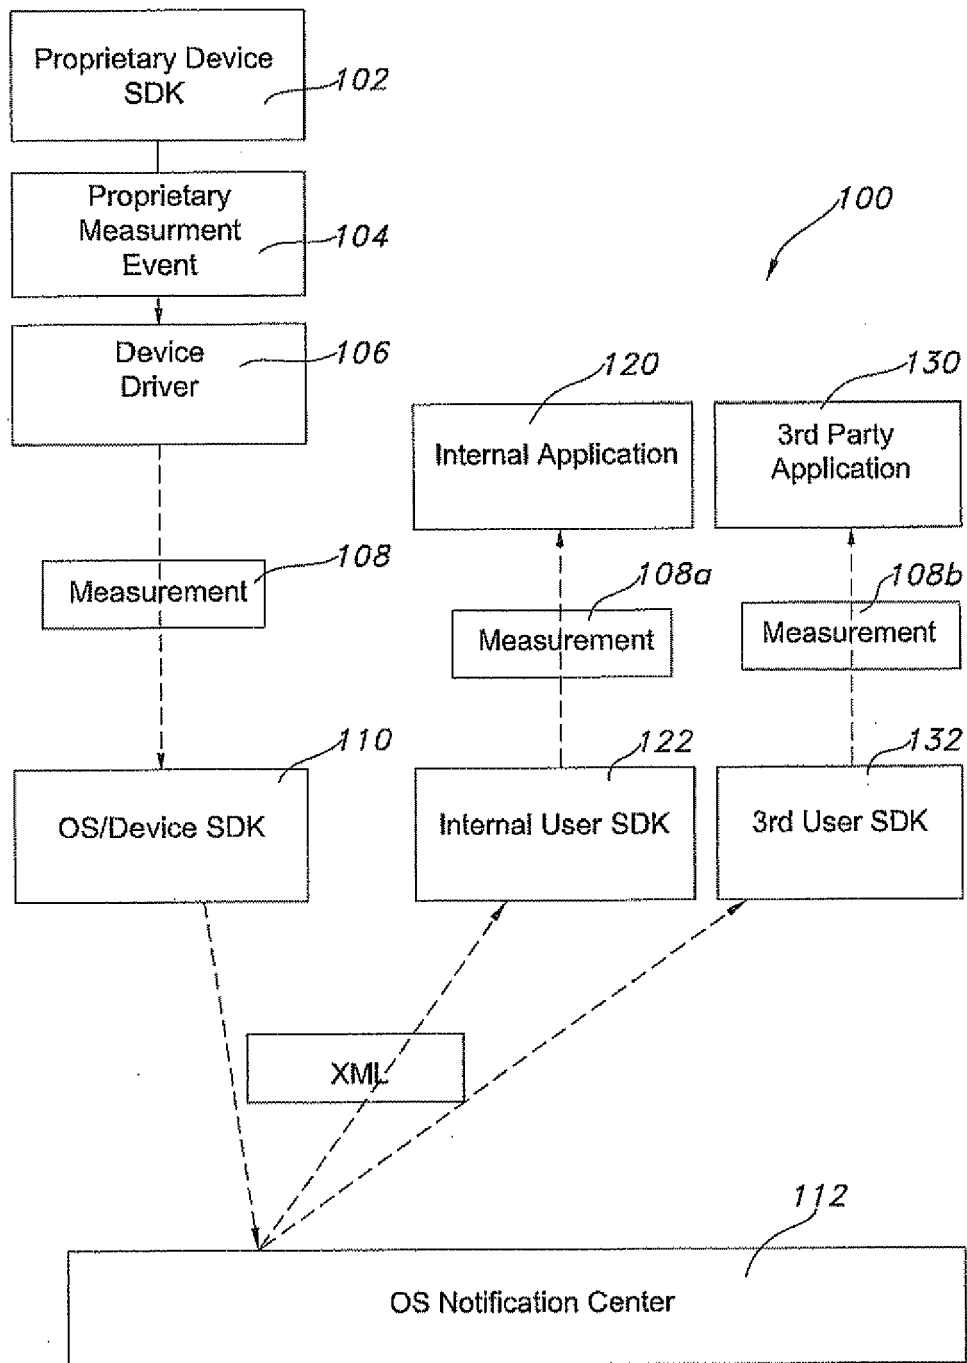 Proprietary Device
SDK
102
Proprietary
Measurment
Event
104
100
Device
Driver
106
120
130
Internal Application
3rd Party
Application
Measurement
108
108a
108b
Measurement
Measurement
110
122
132
OS/Device SDK
Internal User SDK
3rd User SDK
XML
112
OS Notification Center